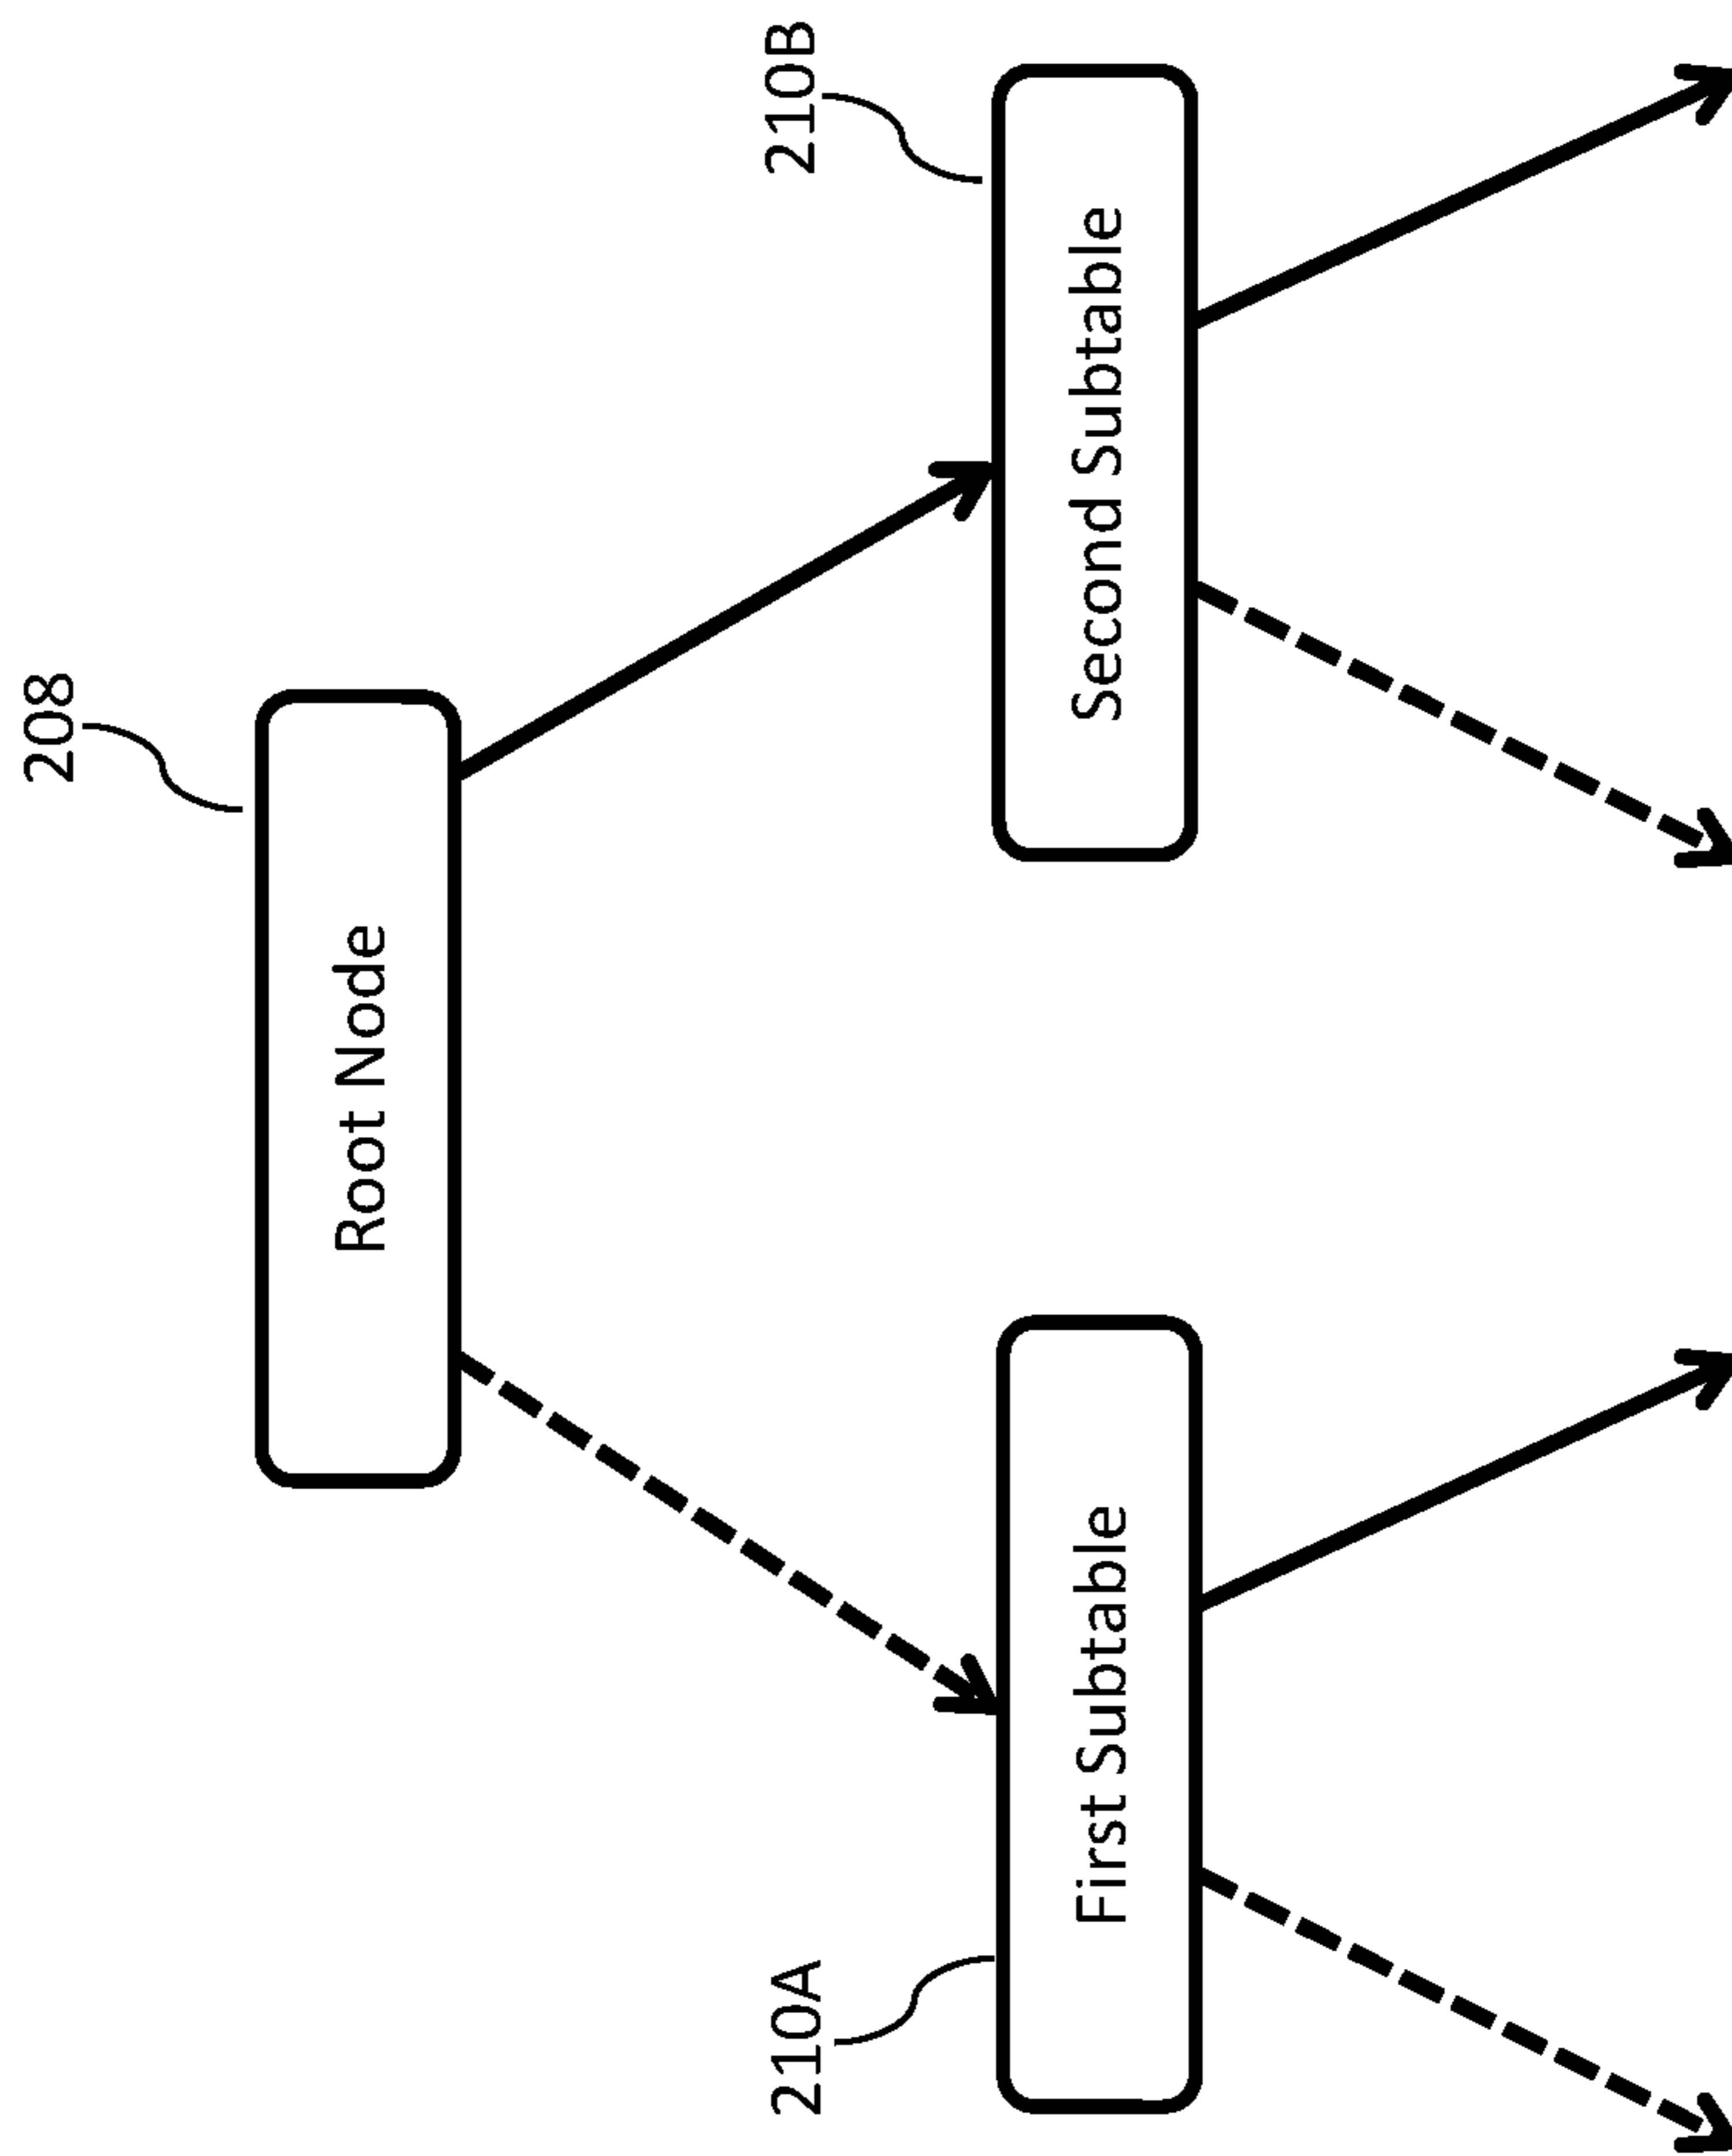 208
Root Node
210A
210B
First Subtable
Second Subtable